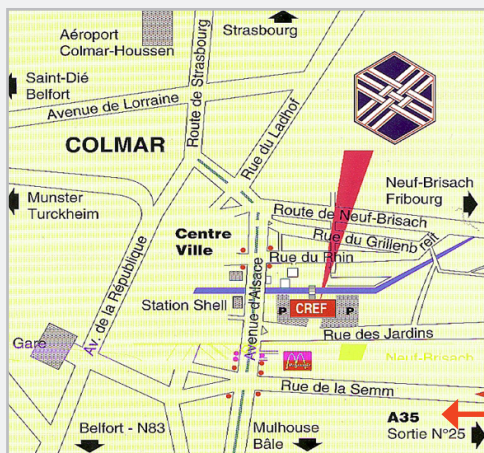 Aéroport
Colmar-Houssen
Strasbourg
Saint-Dié
Belfort
Avenue de Lorraine
Route de Strasbourg
Rue du Ladhof
COLMAR
Munster
Turckheim
Neuf-Brisach
Fribourg
Route de Neuf-Brisach
Rue du Grillenbreit
Centre
Ville
Rue du Rhin
Av. de la République
Station Shell
Avenue d'Alsace
P
CREF
P
Rue des Jardins
Gare
Neuf-Brisach
Rue de la Semm
A35
Sortie N°25
Belfort - N83
Mulhouse
Bâle